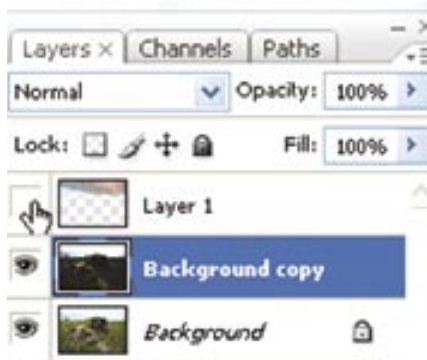 Layers × Channels Paths
Normal Opacity: 100%
Lock: Fill: 100%
Layer 1
Background copy
Background